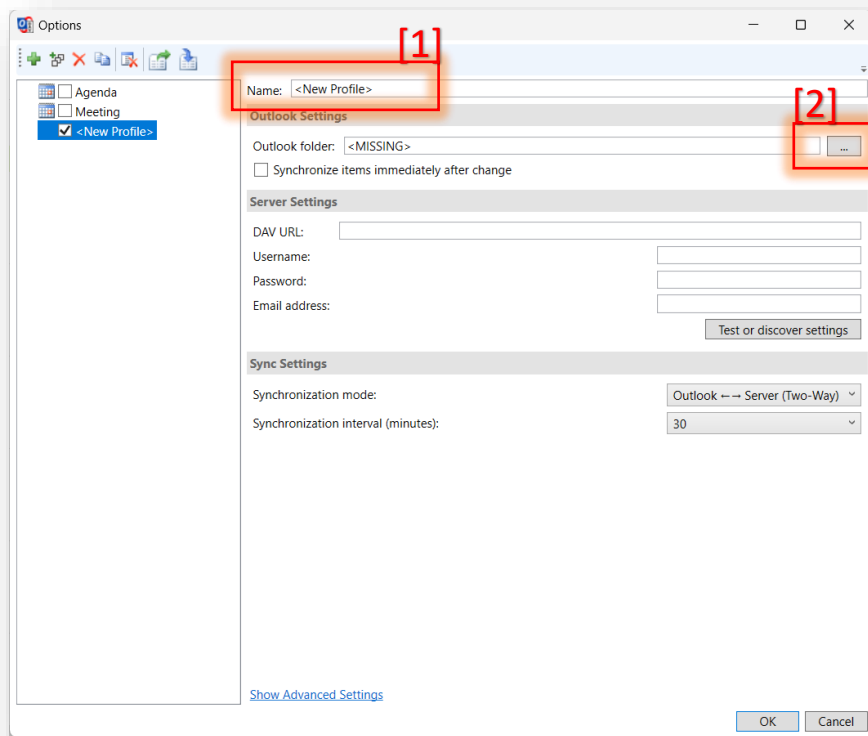 Options
[1]
Agenda
Meeting
<New Profile>
Name: <New Profile>
[2]
Outlook Settings
Outlook folder: <MISSING> ...
Synchronize items immediately after change
Server Settings
DAV URL:
Username:
Password:
Email address:
Test or discover settings
Sync Settings
Synchronization mode: Outlook ←→ Server (Two-Way)
Synchronization interval (minutes): 30
Show Advanced Settings
OK Cancel